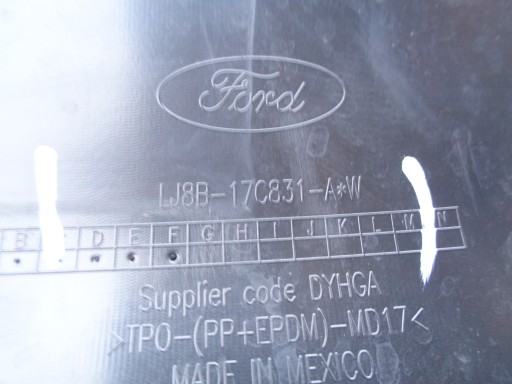 Ford
LJ8B-17C831-A*W
B D E F G H I J K L M N
Supplier code DYHGA
>TPO-(PP+EPDM)-MD17<
MADE IN MEXICO